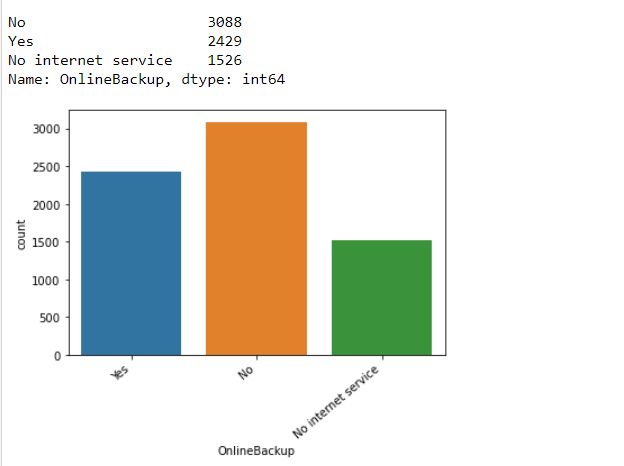 No                      3088
Yes                     2429
No internet service    1526
Name: OnlineBackup, dtype: int64
3000
2500
2000
1500
1000
500
0
count
Yes
No
No internet service
OnlineBackup